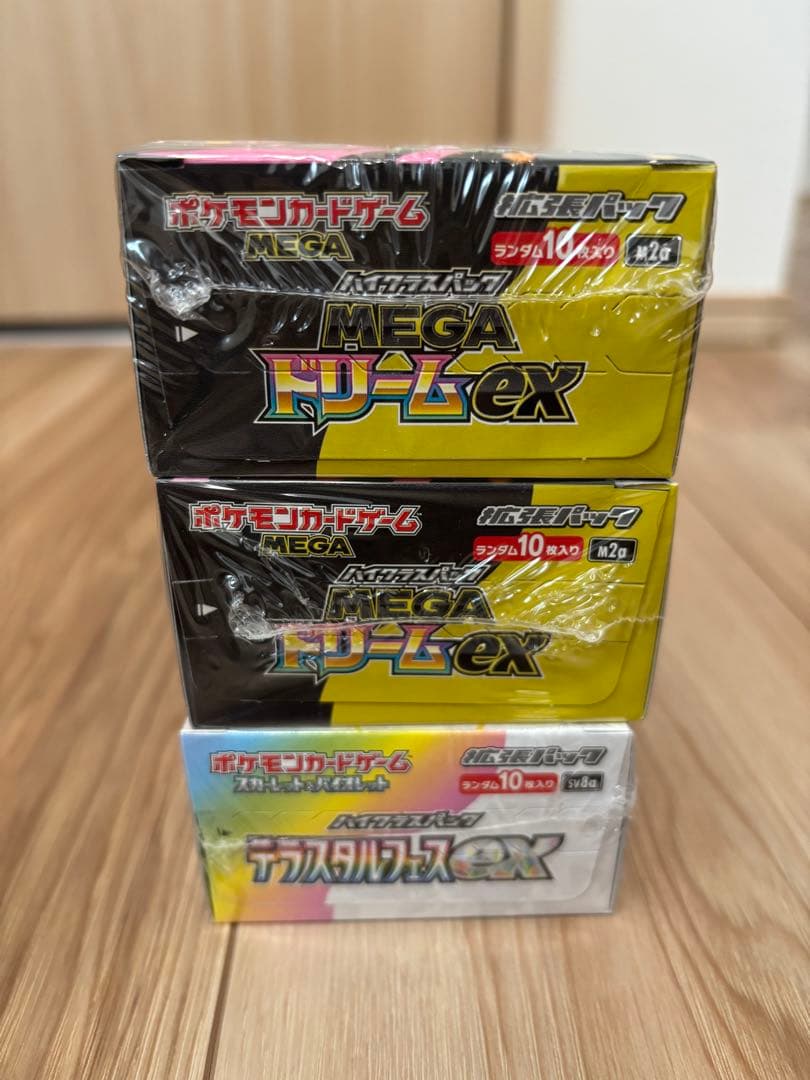 ポケモンカードゲーム
MEGA
拡張パック
ランダム10枚入り
M2a
ハイクラスパック
MEGA
ドリームex
ポケモンカードゲーム
MEGA
拡張パック
ランダム10枚入り
M2a
ハイクラスパック
MEGA
ドリームex
ポケモンカードゲーム
スカーレット&バイオレット
拡張パック
ランダム10枚入り
SV8a
ハイクラスパック
テラスタルフェスex